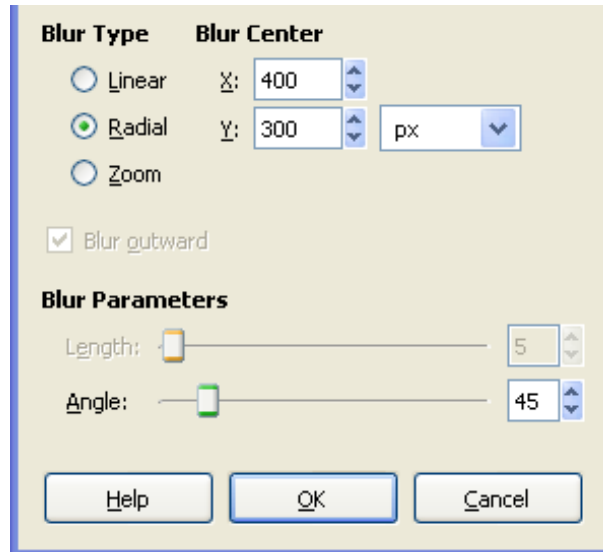 Blur Type Blur Center
Linear X: 400
Radial Y: 300 px
Zoom
Blur outward
Blur Parameters
Length: 5
Angle: 45
Help OK Cancel